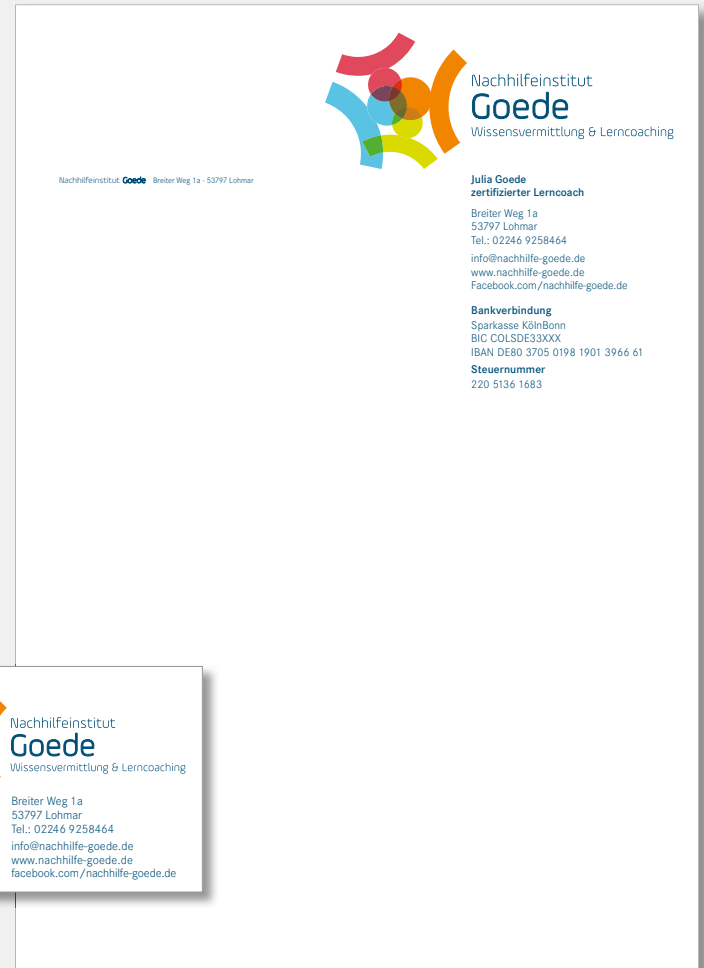 Nachhilfeinstitut
Goede
Wissensvermittlung & Lerncoaching
Nachhilfeinstitut Goede Breiter Weg 1a - 53797 Lohmar
Julia Goede
zertifizierter Lerncoach
Breiter Weg 1a
53797 Lohmar
Tel.: 02246 9258464
info@nachhilfe-goede.de
www.nachhilfe-goede.de
Facebook.com/nachhilfe-goede.de
Bankverbindung
Sparkasse KölnBonn
BIC COLSDE33XXX
IBAN DE80 3705 0198 1901 3966 61
Steuernummer
220 5136 1683
Nachhilfeinstitut
Goede
Wissensvermittlung & Lerncoaching
Breiter Weg 1a
53797 Lohmar
Tel.: 02246 9258464
info@nachhilfe-goede.de
www.nachhilfe-goede.de
facebook.com/nachhilfe-goede.de